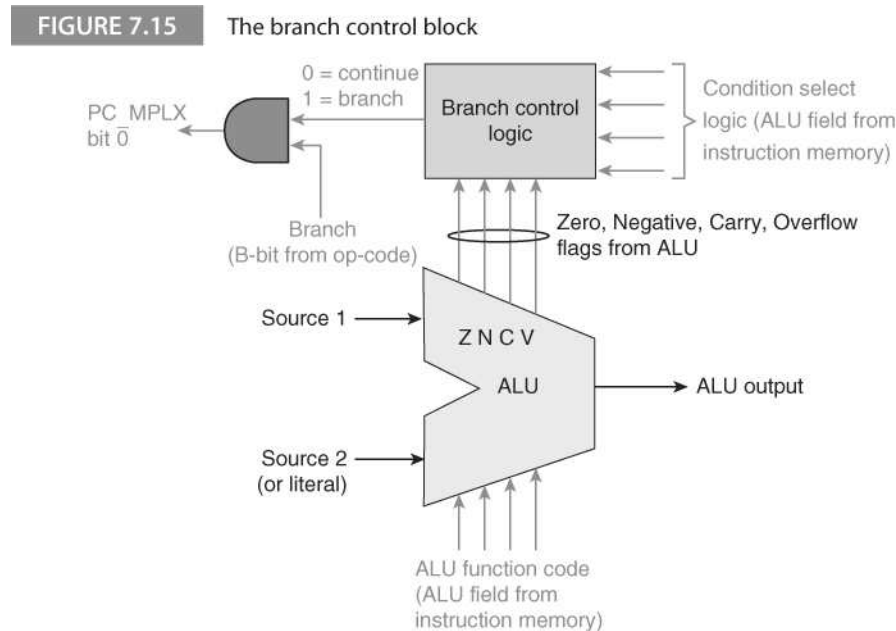 FIGURE 7.15 The branch control block
0 = continue
1 = branch
PC_MPLX
bit 0
Branch control
logic
Condition select
logic (ALU field from
instruction memory)
Branch
(B-bit from op-code)
Zero, Negative, Carry, Overflow
flags from ALU
Source 1
Z N C V
ALU
ALU output
Source 2
(or literal)
ALU function code
(ALU field from
instruction memory)